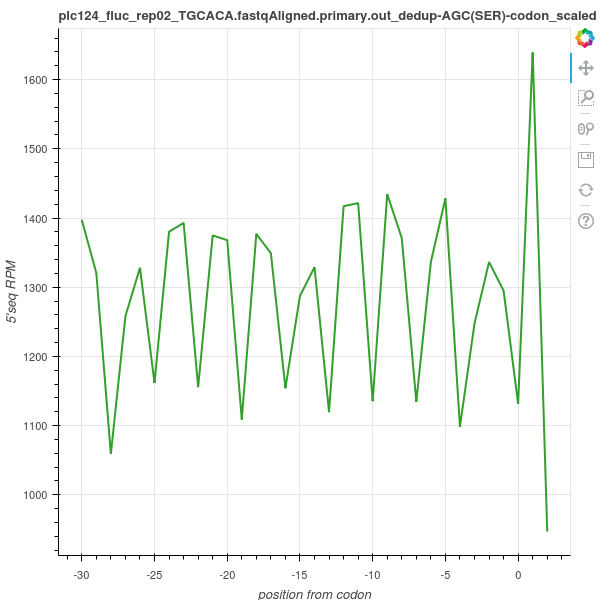 plc124_fluc_rep02_TGCACA.fastqAligned.primary.out_dedup-AGC(SER)-codon_scaled
5'seq RPM
1600
1500
1400
1300
1200
1100
1000
-30 -25 -20 -15 -10 -5 0
position from codon